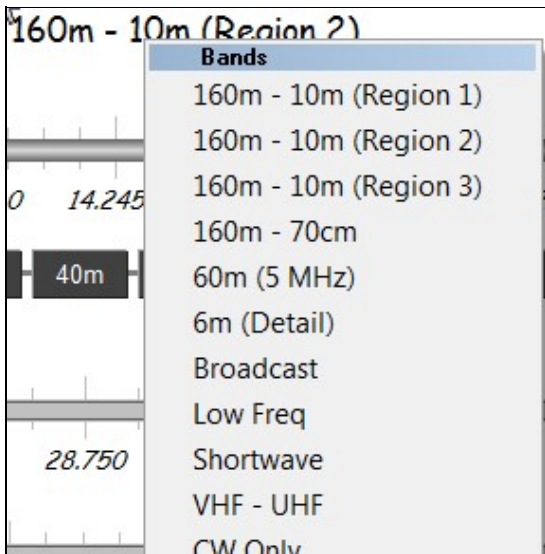 160m - 10m (Region 2)
Bands
160m - 10m (Region 1)
160m - 10m (Region 2)
160m - 10m (Region 3)
0 14.245
160m - 70cm
40m
60m (5 MHz)
6m (Detail)
Broadcast
Low Freq
28.750
Shortwave
VHF - UHF
CW Only